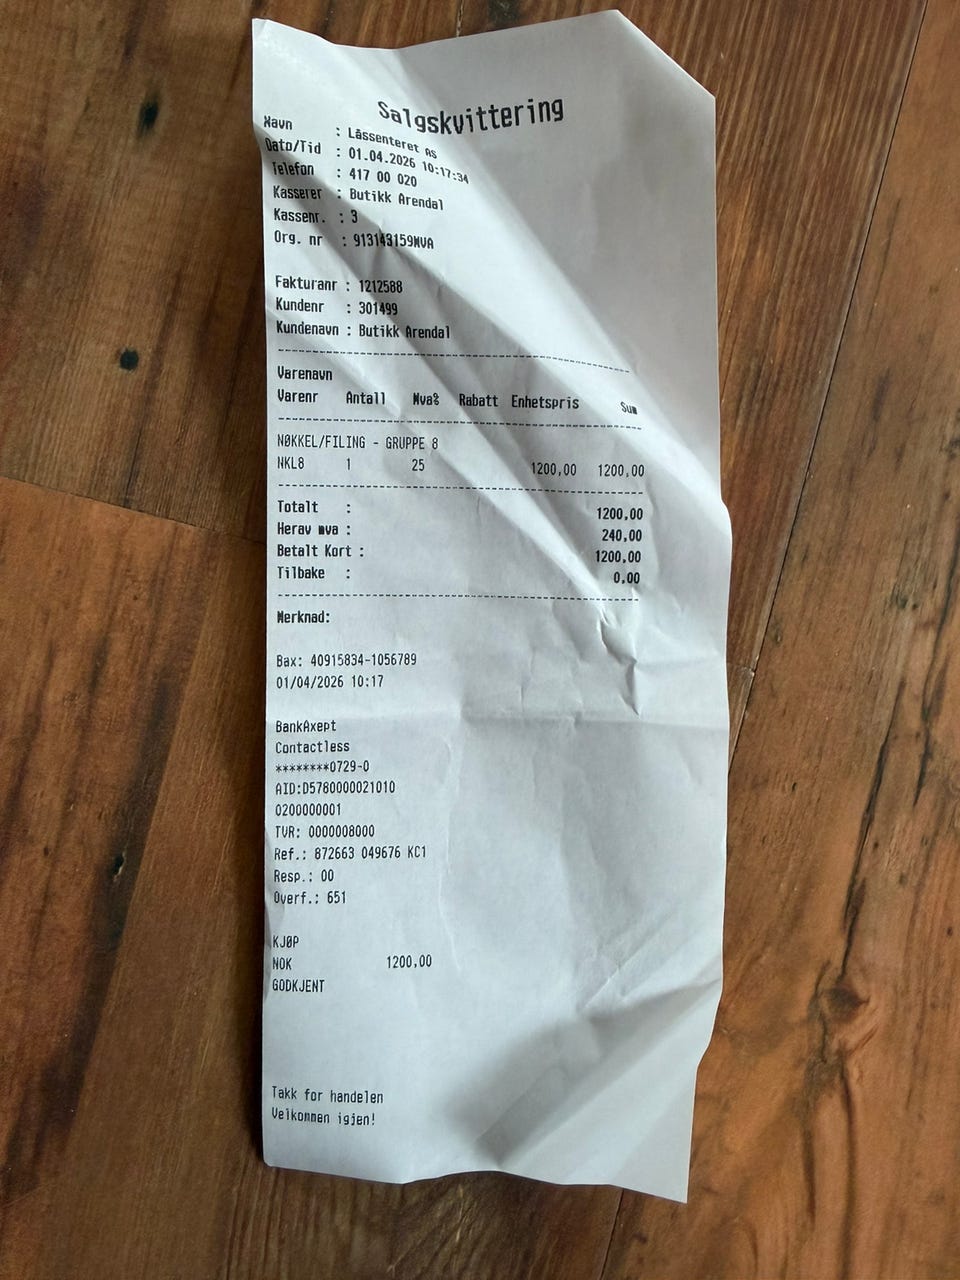 Salgskvittering
Navn : Låssenteret AS
Dato/Tid : 01.04.2026 10:17:34
Telefon : 417 00 020
Kasserer : Butikk Arendal
Kassenr. : 3
Org. nr : 913143159MVA
Fakturanr : 1212588
Kundenr : 301499
Kundenavn : Butikk Arendal
Varenavn
Varenr Antall Mva% Rabatt Enhetspris Sum
NØKKEL/FILING - GRUPPE 8
NKL8 1 25 1200,00 1200,00
Totalt : 1200,00
Herav mva : 240,00
Betalt Kort : 1200,00
Tilbake : 0,00
Merknad:
Bax: 40915834-1056789
01/04/2026 10:17
BankAxept
Contactless
********0729-0
AID:D5780000021010
0200000001
TVR: 0000008000
Ref.: 872663 049676 KC1
Resp.: 00
Overf.: 651
KJØP
NOK 1200,00
GODKJENT
Takk for handelen
Velkommen igjen!